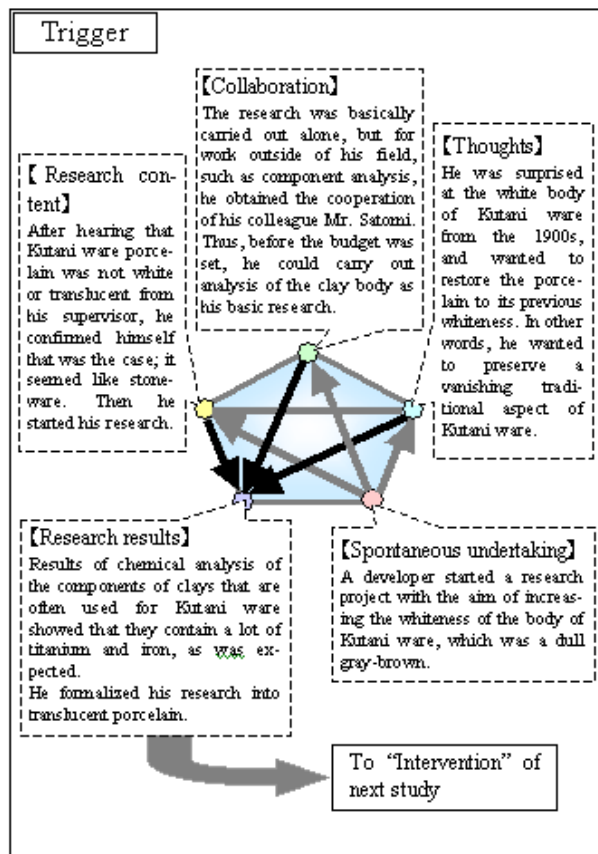 Trigger
【Collaboration】
The research was basically
carried out alone, but for
work outside of his field,
such as component analysis,
he obtained the cooperation
of his colleague Mr. Satomi.
Thus, before the budget was
set, he could carry out
analysis of the clay body as
his basic research.
【Thoughts】
He was surprised
at the white body
of Kutani ware
from the 1900s,
and wanted to
restore the porce-
lain to its previous
whiteness. In other
words, he wanted
to preserve a
vanishing tradi-
tional aspect of
Kutani ware.
【 Research con-
tent】
After hearing that
Kutani ware porce-
lain was not white
or translucent from
his supervisor, he
confirmed himself
that was the case; it
seemed like stone-
ware. Then he
started his research.
【Research results】
Results of chemical analysis of
the components of clays that are
often used for Kutani ware
showed that they contain a lot of
titanium and iron, as was ex-
pected.
He formalized his research into
translucent porcelain.
【Spontaneous undertaking】
A developer started a research
project with the aim of increas-
ing the whiteness of the body of
Kutani ware, which was a dull
gray-brown.
To “Intervention” of
next study